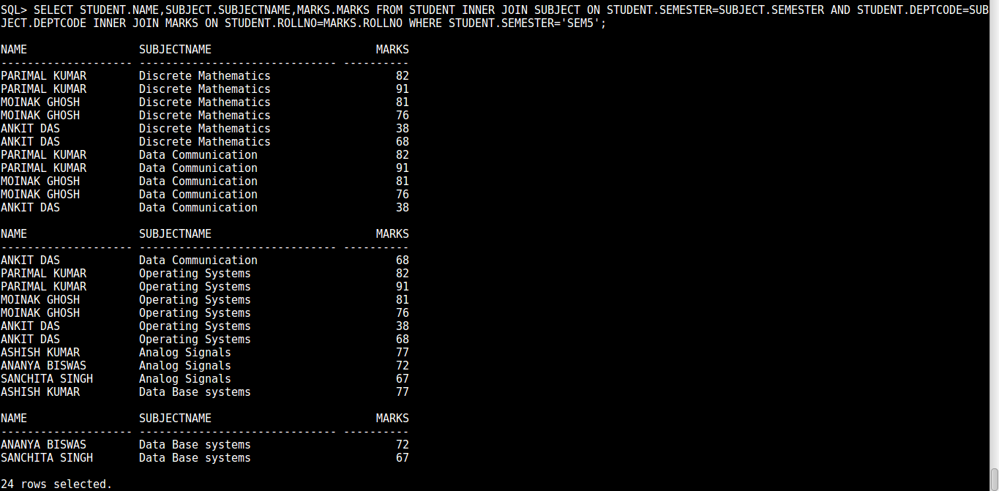 SQL> SELECT STUDENT.NAME,SUBJECT.SUBJECTNAME,MARKS.MARKS FROM STUDENT INNER JOIN SUBJECT ON STUDENT.SEMESTER=SUBJECT.SEMESTER AND STUDENT.DEPTCODE=SUB
JECT.DEPTCODE INNER JOIN MARKS ON STUDENT.ROLLNO=MARKS.ROLLNO WHERE STUDENT.SEMESTER='SEM5';

NAME                 SUBJECTNAME                         MARKS
-------------------- ------------------------------ ----------
PARIMAL KUMAR        Discrete Mathematics                   82
PARIMAL KUMAR        Discrete Mathematics                   91
MOINAK GHOSH         Discrete Mathematics                   81
MOINAK GHOSH         Discrete Mathematics                   76
ANKIT DAS            Discrete Mathematics                   38
ANKIT DAS            Discrete Mathematics                   68
PARIMAL KUMAR        Data Communication                     82
PARIMAL KUMAR        Data Communication                     91
MOINAK GHOSH         Data Communication                     81
MOINAK GHOSH         Data Communication                     76
ANKIT DAS            Data Communication                     38

NAME                 SUBJECTNAME                         MARKS
-------------------- ------------------------------ ----------
ANKIT DAS            Data Communication                     68
PARIMAL KUMAR        Operating Systems                      82
PARIMAL KUMAR        Operating Systems                      91
MOINAK GHOSH         Operating Systems                      81
MOINAK GHOSH         Operating Systems                      76
ANKIT DAS            Operating Systems                      38
ANKIT DAS            Operating Systems                      68
ASHISH KUMAR         Analog Signals                         77
ANANYA BISWAS        Analog Signals                         72
SANCHITA SINGH       Analog Signals                         67
ASHISH KUMAR         Data Base systems                      77

NAME                 SUBJECTNAME                         MARKS
-------------------- ------------------------------ ----------
ANANYA BISWAS        Data Base systems                      72
SANCHITA SINGH       Data Base systems                      67

24 rows selected.